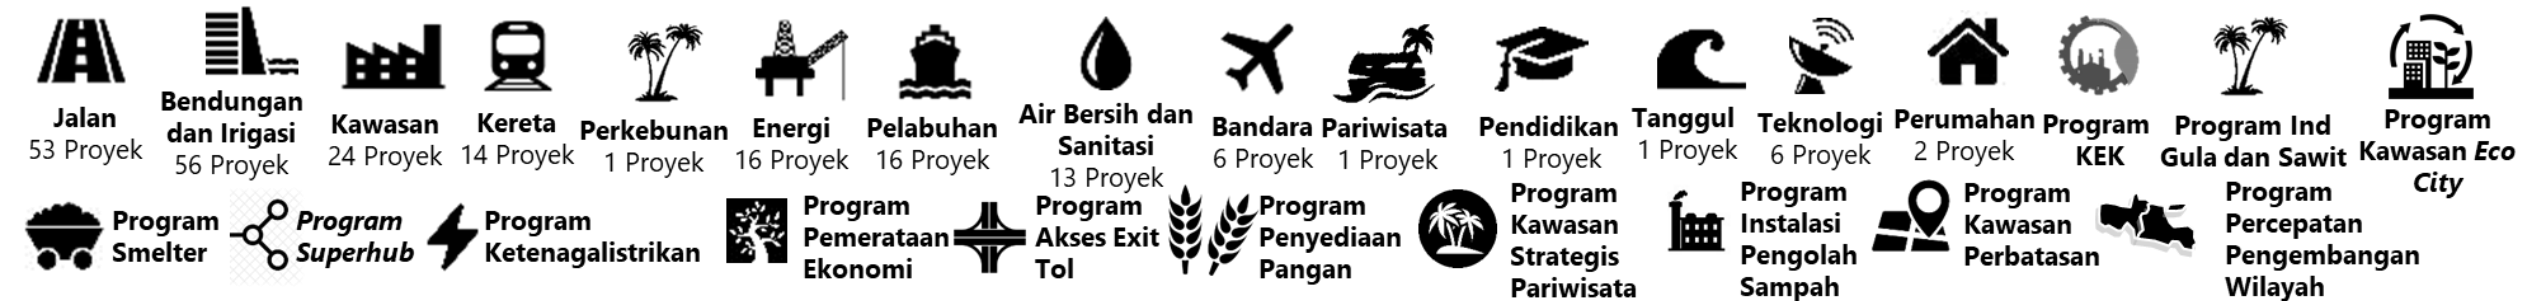 Jalan
53 Proyek
Bendungan
dan Irigasi
56 Proyek
Kawasan
24 Proyek
Kereta
14 Proyek
Perkebunan
1 Proyek
Energi
16 Proyek
Pelabuhan
16 Proyek
Air Bersih dan
Sanitasi
13 Proyek
Bandara
6 Proyek
Pariwisata
1 Proyek
Pendidikan
1 Proyek
Tanggul
1 Proyek
Teknologi
6 Proyek
Perumahan
2 Proyek
Program
KEK
Program Ind
Gula dan Sawit
Program
Kawasan Eco
City
Program
Smelter
Program
Superhub
Program
Ketenagalistrikan
Program
Pemerataan
Ekonomi
Program
Akses Exit
Tol
Program
Penyediaan
Pangan
Program
Kawasan
Strategis
Pariwisata
Program
Instalasi
Pengolah
Sampah
Program
Kawasan
Perbatasan
Program
Percepatan
Pengembangan
Wilayah